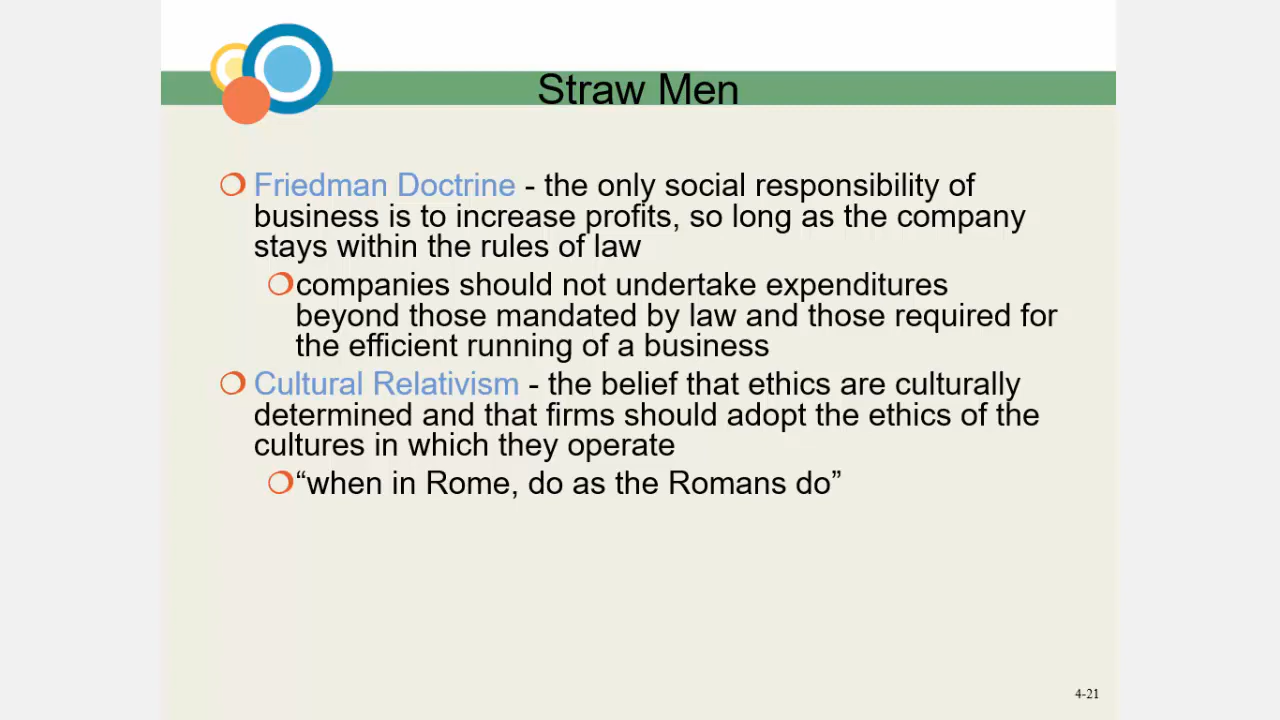 Straw Men
Friedman Doctrine - the only social responsibility of
business is to increase profits, so long as the company
stays within the rules of law
companies should not undertake expenditures
beyond those mandated by law and those required for
the efficient running of a business
Cultural Relativism - the belief that ethics are culturally
determined and that firms should adopt the ethics of the
cultures in which they operate
“when in Rome, do as the Romans do”
4-21